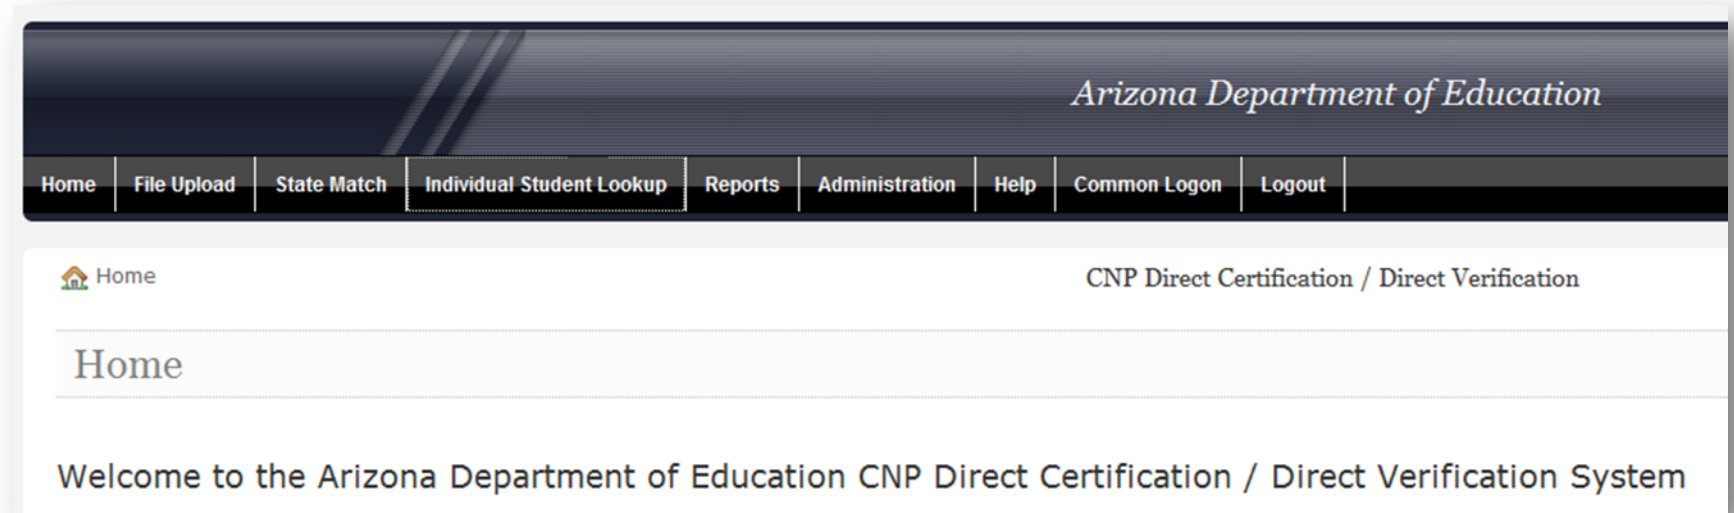 Arizona Department of Education
Home File Upload State Match Individual Student Lookup Reports Administration Help Common Logon Logout
Home CNP Direct Certification / Direct Verification
Home
Welcome to the Arizona Department of Education CNP Direct Certification / Direct Verification System